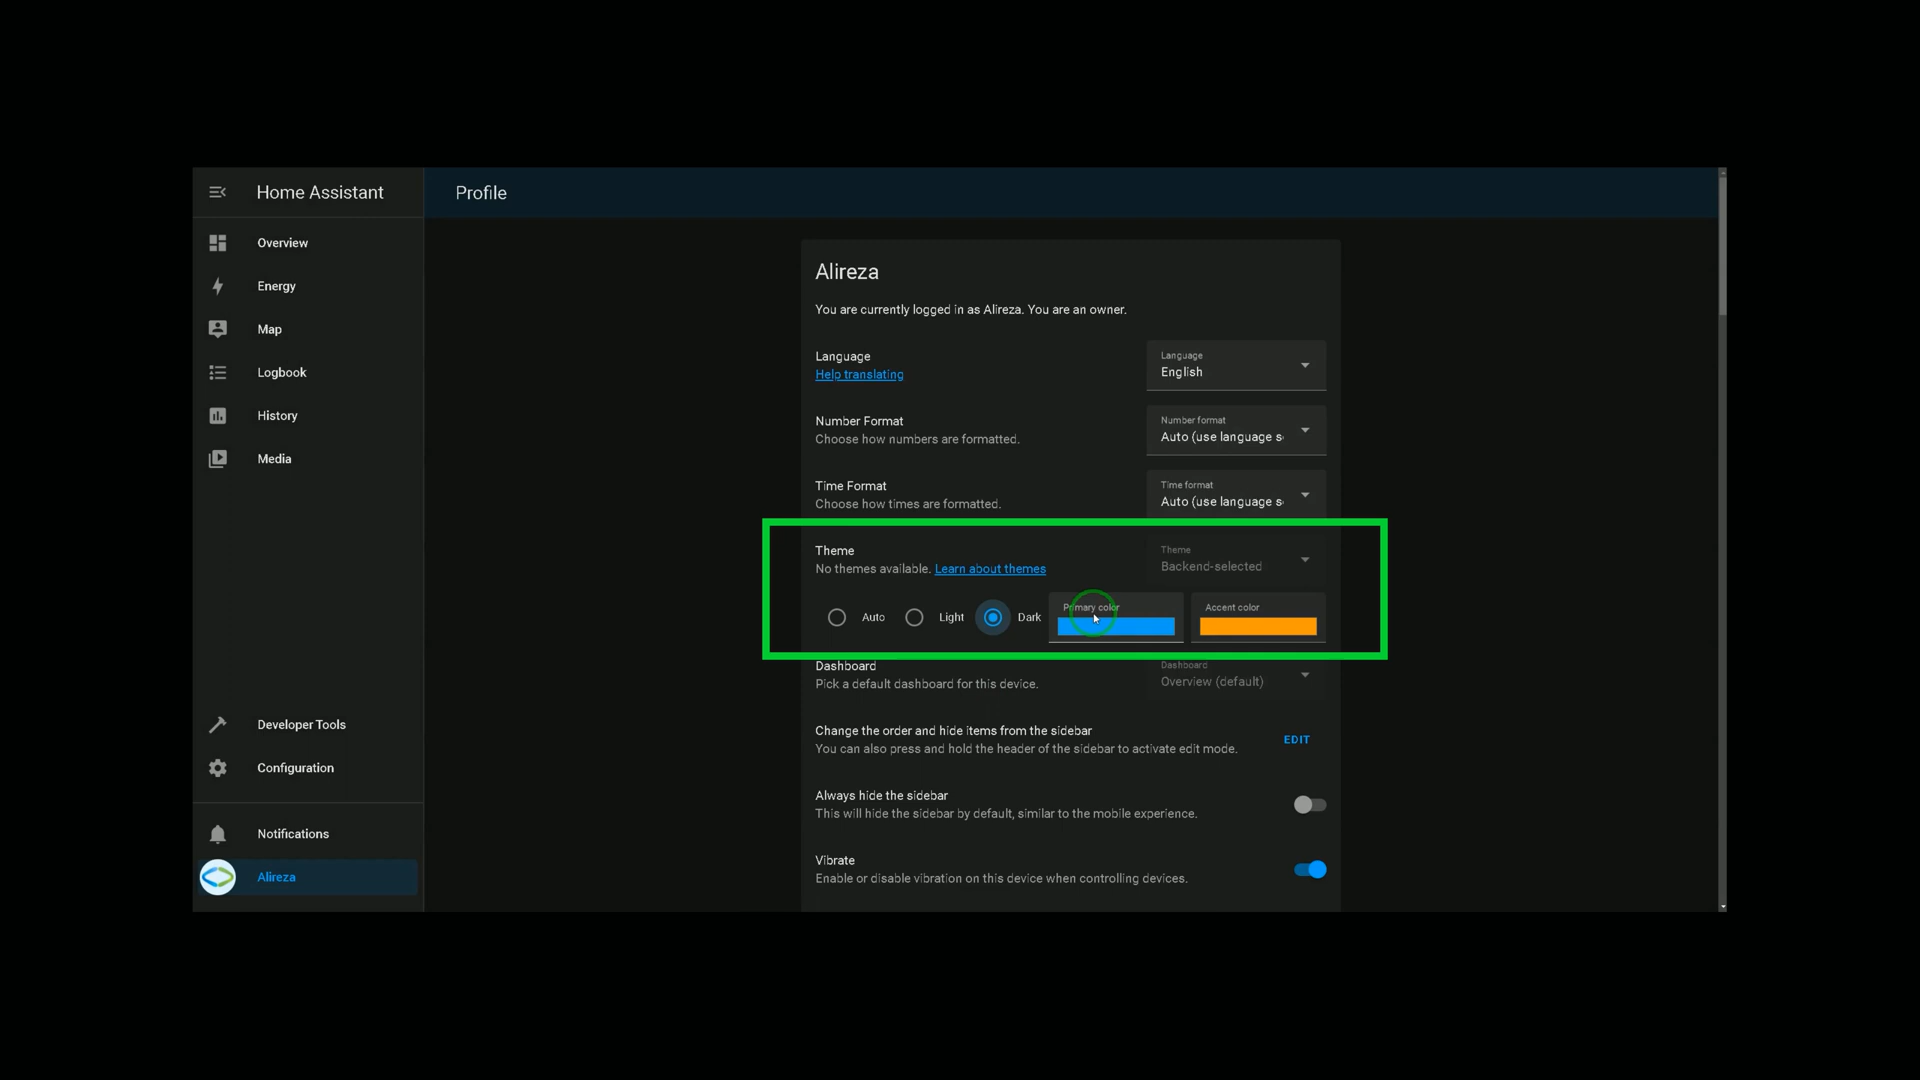 Home Assistant
Profile
Overview
Energy
Map
Logbook
History
Media
Developer Tools
Configuration
Notifications
Alireza
Alireza
You are currently logged in as Alireza. You are an owner.
Language
Help translating
Language
English
Number Format
Choose how numbers are formatted.
Number format
Auto (use language s
Time Format
Choose how times are formatted.
Time format
Auto (use language s
Theme
No themes available. Learn about themes
Theme
Backend-selected
Auto
Light
Dark
Primary color
Accent color
Dashboard
Pick a default dashboard for this device.
Dashboard
Overview (default)
Change the order and hide items from the sidebar
You can also press and hold the header of the sidebar to activate edit mode.
EDIT
Always hide the sidebar
This will hide the sidebar by default, similar to the mobile experience.
Vibrate
Enable or disable vibration on this device when controlling devices.